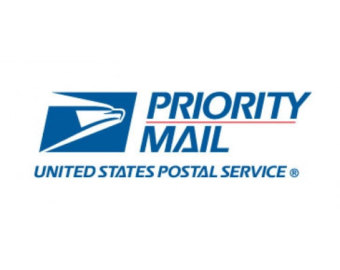 PRIORITY
MAIL
UNITED STATES POSTAL SERVICE ®